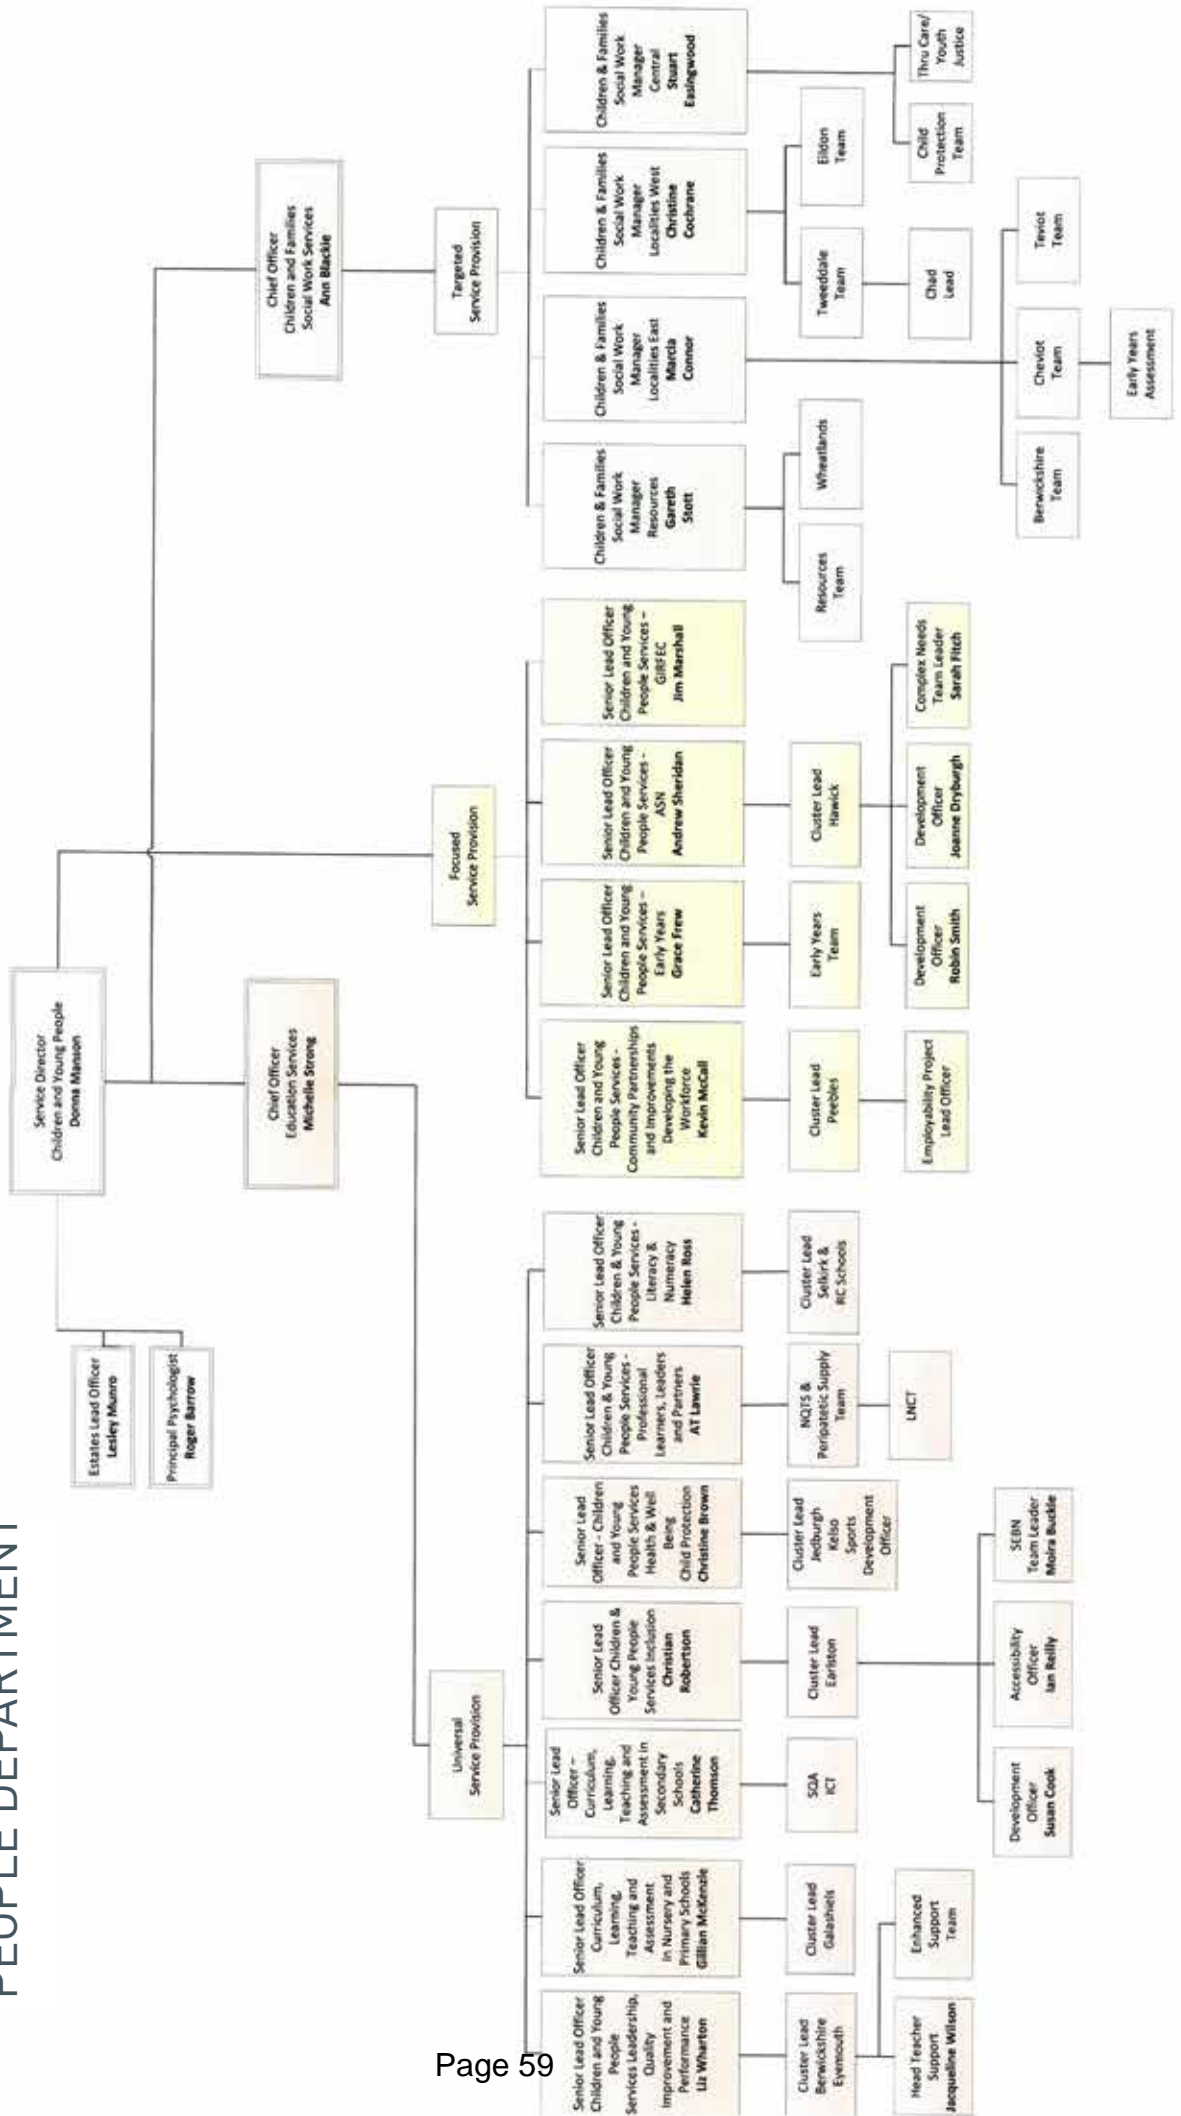 PEOPLE DEPARTMENT
Service Director
Children and Young People
Donna Manson
Estates Lead Officer
Lesley Munro
Principal Psychologist
Roger Barrow
Chief Officer
Education Services
Michelle Strong
Chief Officer
Children and Families
Social Work Services
Ann Blackie
Universal
Service Provision
Focused
Service Provision
Targeted
Service Provision
Senior Lead Officer
Children and Young
People
Services Leadership,
Quality
Improvement and
Performance
Liz Wharton
Senior Lead Officer
Curriculum,
Learning,
Teaching and
Assessment
in Nursery and
Primary Schools
Gillian McKenzie
Senior Lead
Officer –
Curriculum,
Learning,
Teaching and
Assessment in
Secondary
Schools
Catherine
Thomson
Senior Lead
Officer Children &
Young People
Services Inclusion
Christian
Robertson
Senior Lead
Officer - Children
and Young
People Services
Health & Well
Being
Child Protection
Christine Brown
Senior Lead Officer
Children & Young
People Services -
Professional
Learners, Leaders
and Partners
AT Lawrie
Senior Lead Officer
Children & Young
People Services -
Literacy &
Numeracy
Helen Ross
Senior Lead Officer
Children and Young
People Services -
Community Partnerships
and Improvements
Developing the
Workforce
Kevin McCall
Senior Lead Officer
Children and Young
People Services –
Early Years
Grace Frew
Senior Lead Officer
Children and Young
People Services -
ASN
Andrew Sheridan
Senior Lead Officer
Children and Young
People Services –
GIRFEC
Jim Marshall
Children & Families
Social Work
Manager
Resources
Gareth
Stott
Children & Families
Social Work
Manager
Localities East
Marcia
Connor
Children & Families
Social Work
Manager
Localities West
Christine
Cochrane
Children & Families
Social Work
Manager
Central
Stuart
Easingwood
Cluster Lead
Berwickshire
Eyemouth
Cluster Lead
Galashiels
SQA
ICT
Cluster Lead
Earlston
Cluster Lead
Jedburgh
Kelso
Sports
Development
Officer
NQTS &
Peripatetic Supply
Team
Cluster Lead
Selkirk &
RC Schools
Cluster Lead
Peebles
Early Years
Team
Cluster Lead
Hawick
Resources
Team
Wheatlands
Tweeddale
Team
Eildon
Team
Head Teacher
Support
Jacqueline Wilson
Enhanced
Support
Team
LNCT
Employability Project
Lead Officer
Development
Officer
Robin Smith
Development
Officer
Joanne Dryburgh
Complex Needs
Team Leader
Sarah Fitch
Chad
Lead
Child
Protection
Team
Thru Care/
Youth
Justice
Development
Officer
Susan Cook
Accessibility
Officer
Ian Reilly
SEBN
Team Leader
Moira Buckle
Berwickshire
Team
Cheviot
Team
Teviot
Team
Early Years
Assessment
Page 59